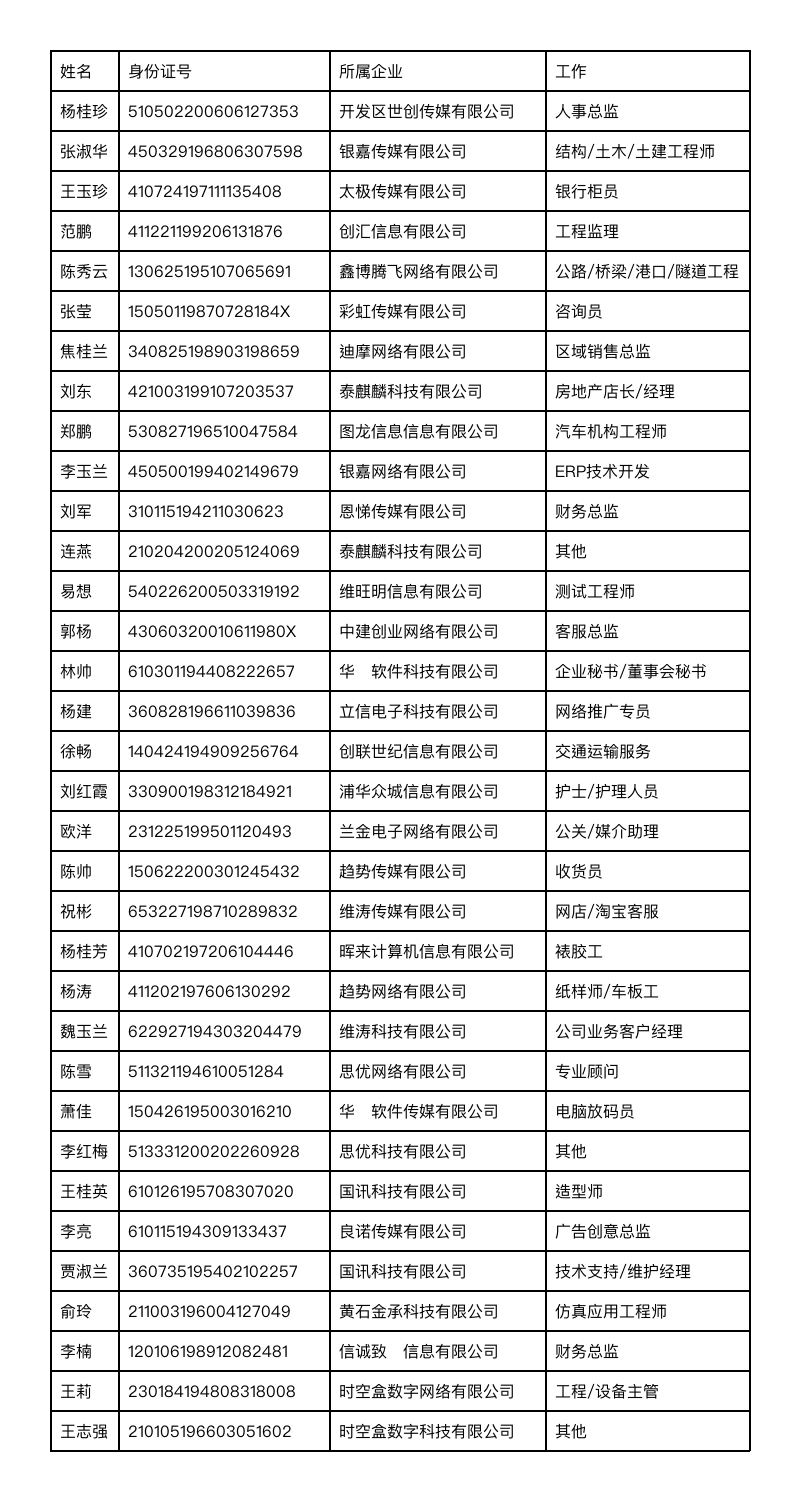 姓名 身份证号 所属企业 工作
杨桂珍 510502200606127353 开发区世创传媒有限公司 人事总监
张淑华 450329196806307598 银嘉传媒有限公司 结构/土木/土建工程师
王玉珍 410724197111135408 太极传媒有限公司 银行柜员
范鹏 411221199206131876 创汇信息有限公司 工程监理
陈秀云 130625195107065691 鑫博腾飞网络有限公司 公路/桥梁/港口/隧道工程
张莹 15050119870728184X 彩虹传媒有限公司 咨询员
焦桂兰 340825198903198659 迪摩网络有限公司 区域销售总监
刘东 421003199107203537 泰麒麟科技有限公司 房地产店长/经理
郑鹏 530827196510047584 图龙信息信息有限公司 汽车机构工程师
李玉兰 450500199402149679 银嘉网络有限公司 ERP技术开发
刘军 310115194211030623 恩悌传媒有限公司 财务总监
连燕 210204200205124069 泰麒麟科技有限公司 其他
易想 540226200503319192 维旺明信息有限公司 测试工程师
郭杨 43060320010611980X 中建创业网络有限公司 客服总监
林帅 610301194408222657 华　软件科技有限公司 企业秘书/董事会秘书
杨建 360828196611039836 立信电子科技有限公司 网络推广专员
徐畅 140424194909256764 创联世纪信息有限公司 交通运输服务
刘红霞 330900198312184921 浦华众城信息有限公司 护士/护理人员
欧洋 231225199501120493 兰金电子网络有限公司 公关/媒介助理
陈帅 150622200301245432 趋势传媒有限公司 收货员
祝彬 653227198710289832 维涛传媒有限公司 网店/淘宝客服
杨桂芳 410702197206104446 晖来计算机信息有限公司 裱胶工
杨涛 411202197606130292 趋势网络有限公司 纸样师/车板工
魏玉兰 622927194303204479 维涛科技有限公司 公司业务客户经理
陈雪 511321194610051284 思优网络有限公司 专业顾问
萧佳 150426195003016210 华　软件传媒有限公司 电脑放码员
李红梅 513331200202260928 思优科技有限公司 其他
王桂英 610126195708307020 国讯科技有限公司 造型师
李亮 610115194309133437 良诺传媒有限公司 广告创意总监
贾淑兰 360735195402102257 国讯科技有限公司 技术支持/维护经理
俞玲 211003196004127049 黄石金承科技有限公司 仿真应用工程师
李楠 120106198912082481 信诚致　信息有限公司 财务总监
王莉 230184194808318008 时空盒数字网络有限公司 工程/设备主管
王志强 210105196603051602 时空盒数字科技有限公司 其他